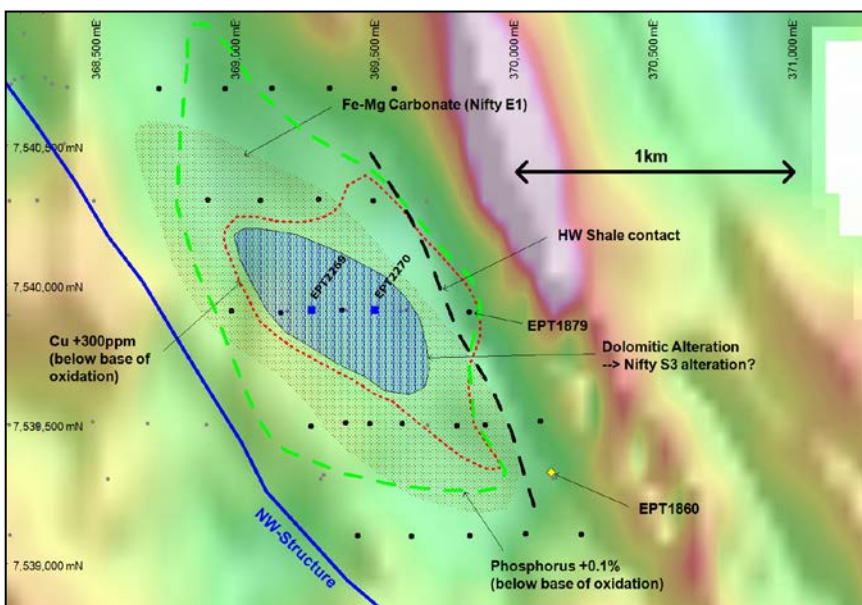 368,500 mE
369,000 mE
369,500 mE
370,000 mE
370,500 mE
371,000 mE
Fe-Mg Carbonate (Nifty E1)
7,540,500 mN
1km
HW Shale contact
EPT2269
EPT2270
7,540,000 mN
EPT1879
Cu +300ppm
(below base of
oxidation)
Dolomitic Alteration
--> Nifty S3 alteration?
7,539,500 mN
EPT1860
NW-Structure
Phosphorus +0.1%
(below base of oxidation)
7,539,000 mN